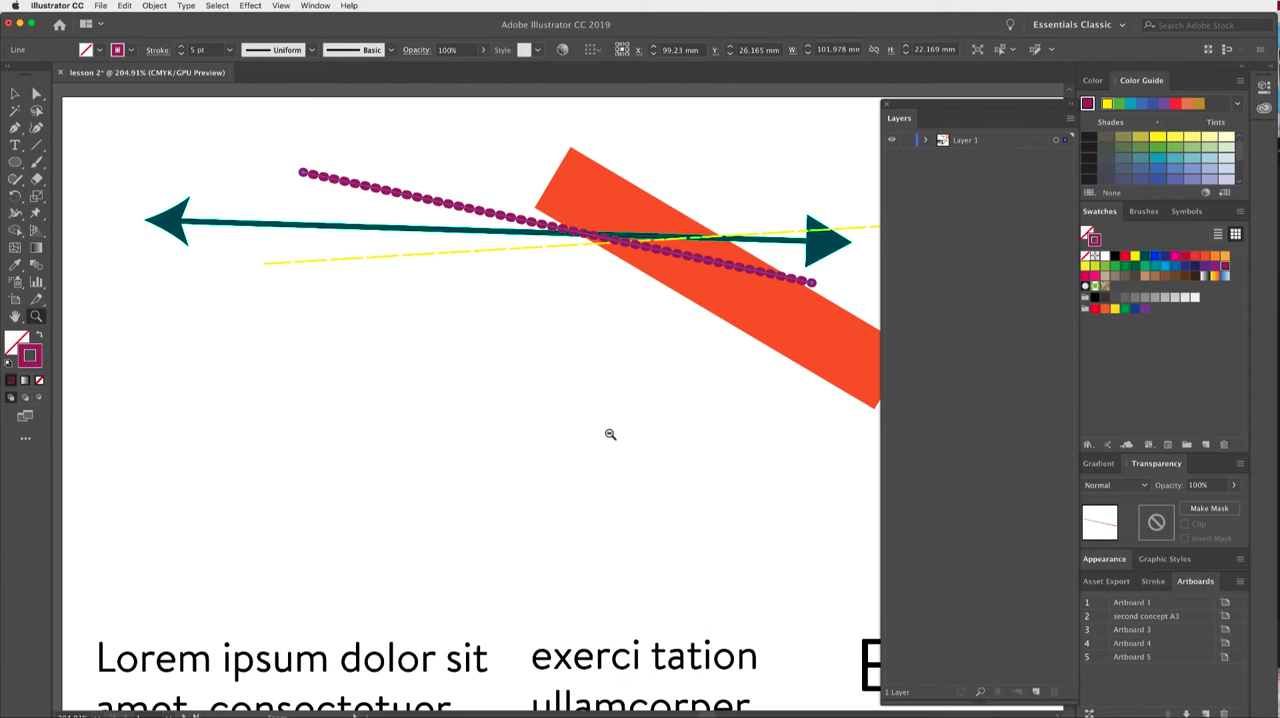 Illustrator CC File Edit Object Type Select Effect View Window Help
Adobe Illustrator CC 2019
Essentials Classic
Search Adobe Stock
Line Stroke: 5 pt Uniform Basic Opacity: 100% Style: X: 99.23 mm Y: 26.165 mm W: 101.978 mm H: 22.169 mm
lesson 2* @ 204.91% (CMYK/GPU Preview)
Color Color Guide
Layers
Shades Tints
Layer 1
None
Swatches Brushes Symbols
Gradient Transparency
Normal Opacity: 100%
Make Mask
Clip
Invert Mask
Appearance Graphic Styles
Asset Export Stroke Artboards
1 Artboard 1
2 second concept A3
3 Artboard 3
4 Artboard 4
5 Artboard 5
Lorem ipsum dolor sit
exerci tation
amet, consectetuer
ullamcorper
1 Layer